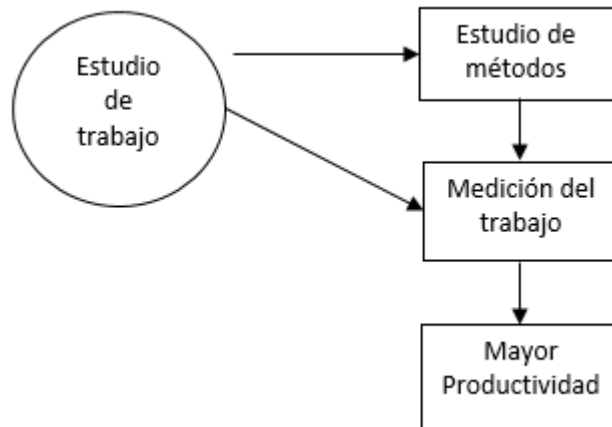 Estudio
de
trabajo
Estudio de
métodos
Medición del
trabajo
Mayor
Productividad